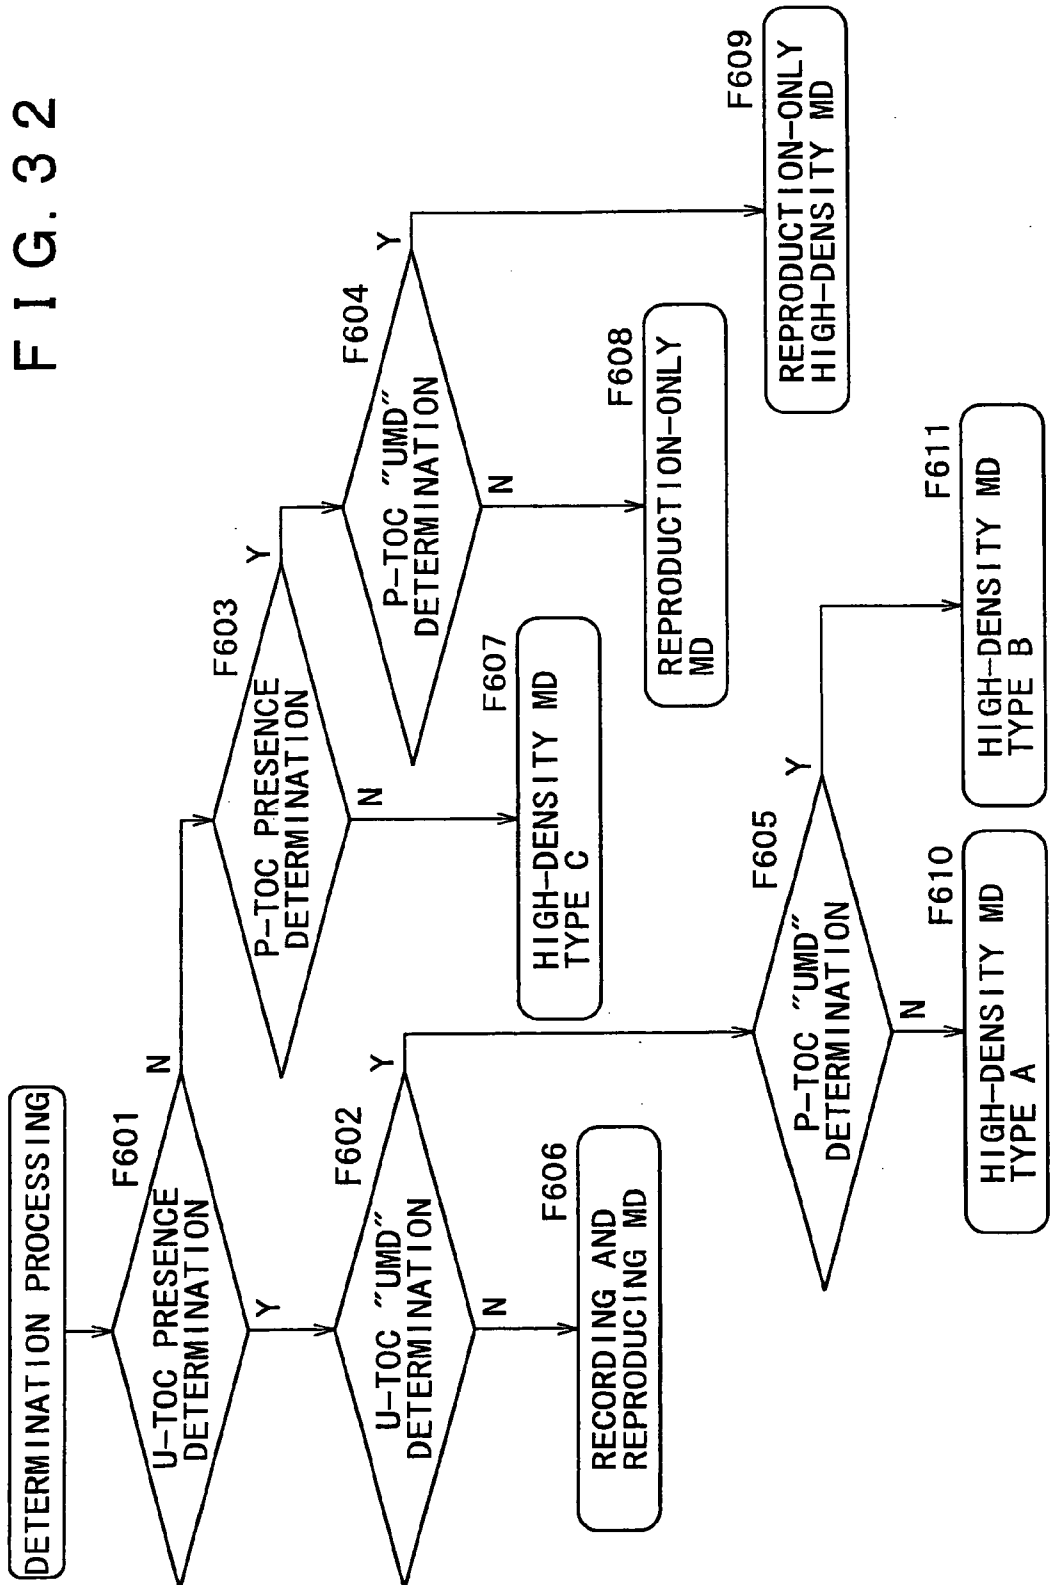 FIG. 32
DETERMINATION PROCESSING
F601
U-TOC PRESENCE
DETERMINATION
N
Y
F602
U-TOC "UMD"
DETERMINATION
Y
N
F603
P-TOC PRESENCE
DETERMINATION
Y
N
F604
P-TOC "UMD"
DETERMINATION
Y
N
F605
P-TOC "UMD"
DETERMINATION
Y
N
F606
RECORDING AND
REPRODUCING MD
F607
HIGH-DENSITY MD
TYPE C
F608
REPRODUCTION-ONLY
MD
F609
REPRODUCTION-ONLY
HIGH-DENSITY MD
F610
HIGH-DENSITY MD
TYPE A
F611
HIGH-DENSITY MD
TYPE B